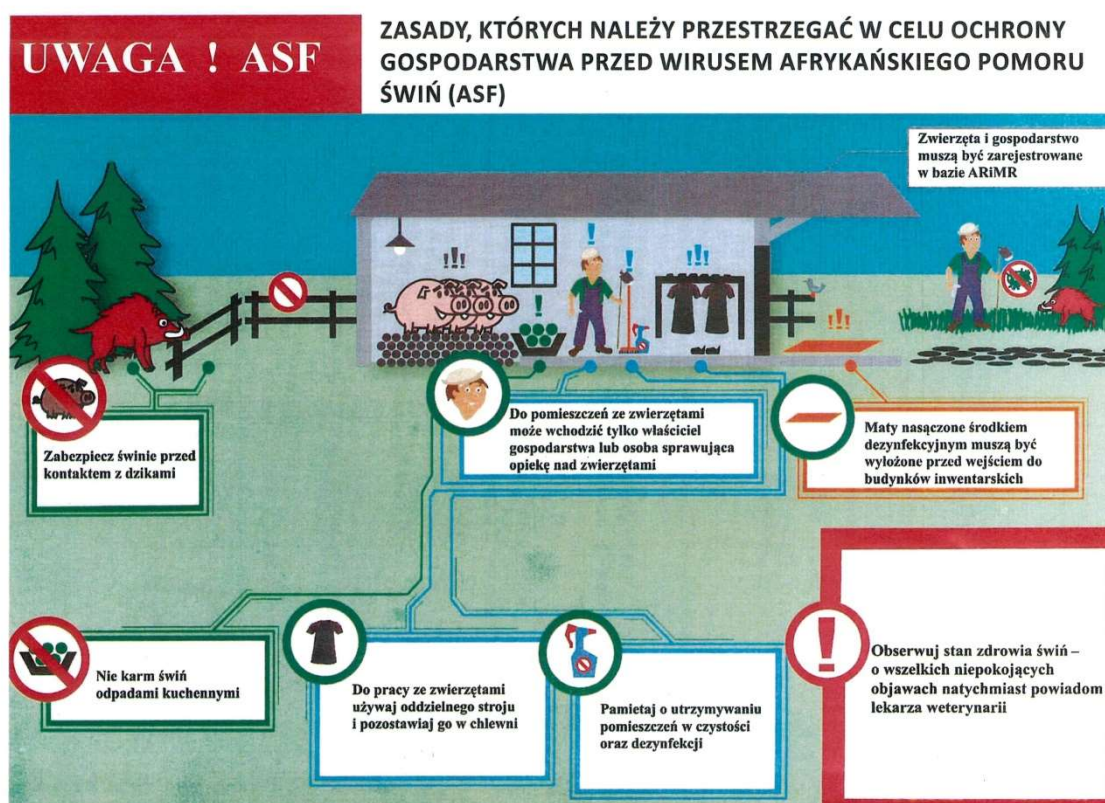 UWAGA ! ASF
ZASADY, KTÓRYCH NALEŻY PRZESTRZEGAĆ W CELU OCHRONY
GOSPODARSTWA PRZED WIRUSEM AFRYKAŃSKIEGO POMORU
ŚWIŃ (ASF)
Zwierzęta i gospodarstwo
muszą być zarejestrowane
w bazie ARiMR
Zabezpiecz świnie przed
kontaktem z dzikami
Do pomieszczeń ze zwierzętami
może wchodzić tylko właściciel
gospodarstwa lub osoba sprawująca
opiekę nad zwierzętami
Maty nasączone środkiem
dezynfekcyjnym muszą być
wyłożone przed wejściem do
budynków inwentarskich
Nie karm świń
odpadami kuchennymi
Do pracy ze zwierzętami
używaj oddzielnego stroju
i pozostawiaj go w chlewni
Pamietaj o utrzymywaniu
pomieszczeń w czystości
oraz dezynfekcji
Obserwuj stan zdrowia świń –
o wszelkich niepokojących
objawach natychmiast powiadom
lekarza weterynarii